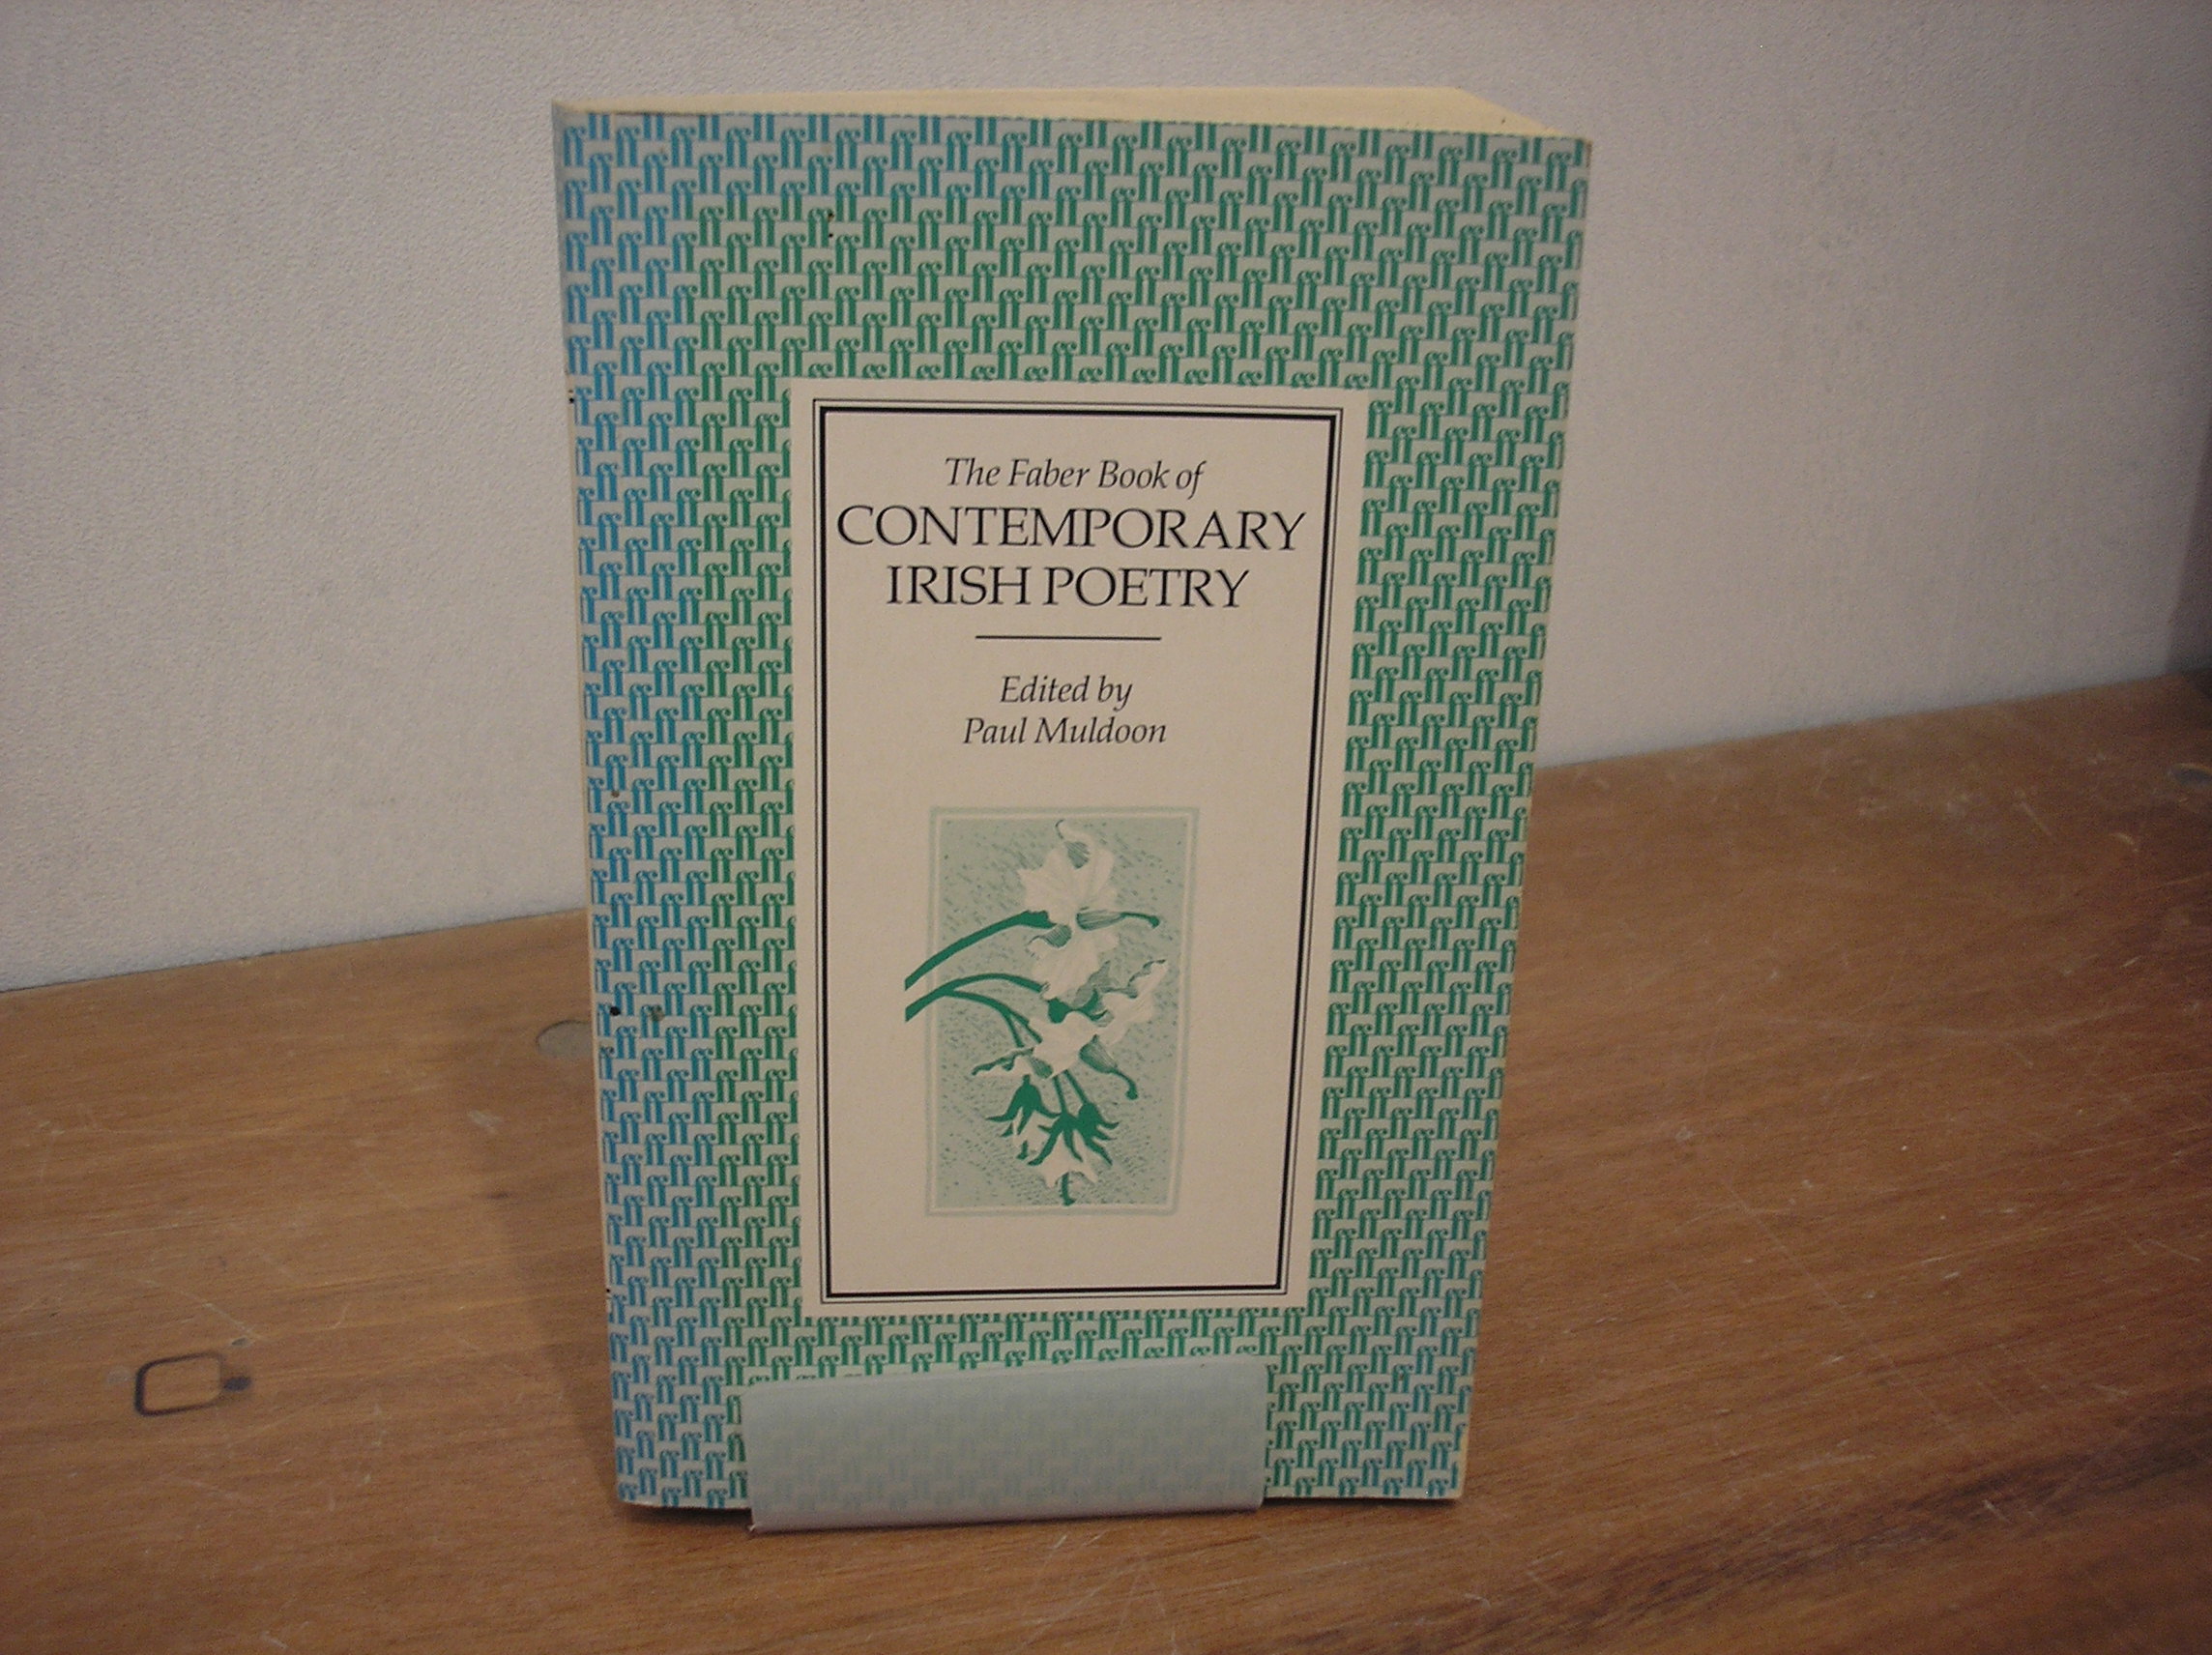 The Faber Book of
CONTEMPORARY
IRISH POETRY
Edited by
Paul Muldoon